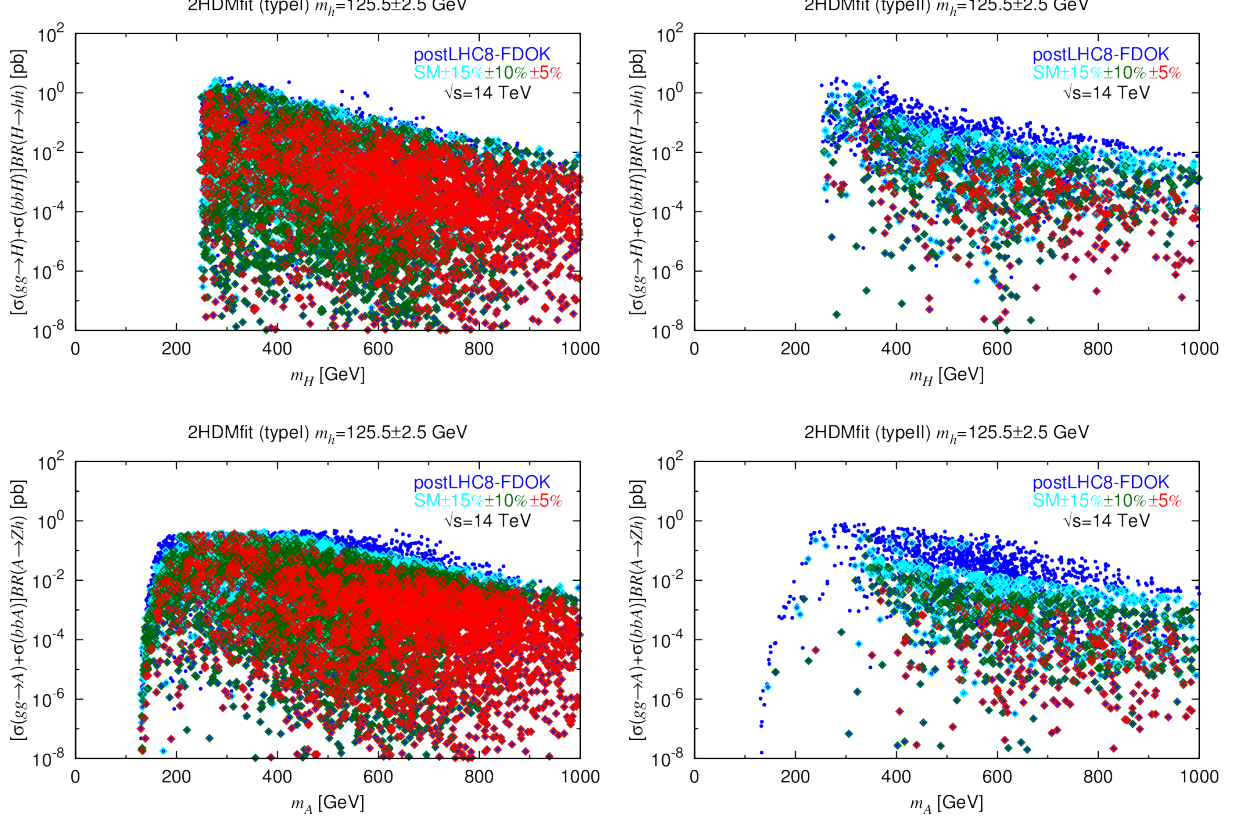 2HDMfit (typeI) m_h=125.5±2.5 GeV
[σ(gg→H)+σ(bbH)]BR(H→hh) [pb]
10^2
10^0
10^-2
10^-4
10^-6
10^-8
postLHC8-FDOK
SM±15%±10%±5%
√s=14 TeV
0 200 400 600 800 1000
m_H [GeV]
2HDMfit (typeII) m_h=125.5±2.5 GeV
[σ(gg→H)+σ(bbH)]BR(H→hh) [pb]
10^2
10^0
10^-2
10^-4
10^-6
10^-8
postLHC8-FDOK
SM±15%±10%±5%
√s=14 TeV
0 200 400 600 800 1000
m_H [GeV]
2HDMfit (typeI) m_h=125.5±2.5 GeV
[σ(gg→A)+σ(bbA)]BR(A→Zh) [pb]
10^2
10^0
10^-2
10^-4
10^-6
10^-8
postLHC8-FDOK
SM±15%±10%±5%
√s=14 TeV
0 200 400 600 800 1000
m_A [GeV]
2HDMfit (typeII) m_h=125.5±2.5 GeV
[σ(gg→A)+σ(bbA)]BR(A→Zh) [pb]
10^2
10^0
10^-2
10^-4
10^-6
10^-8
postLHC8-FDOK
SM±15%±10%±5%
√s=14 TeV
0 200 400 600 800 1000
m_A [GeV]